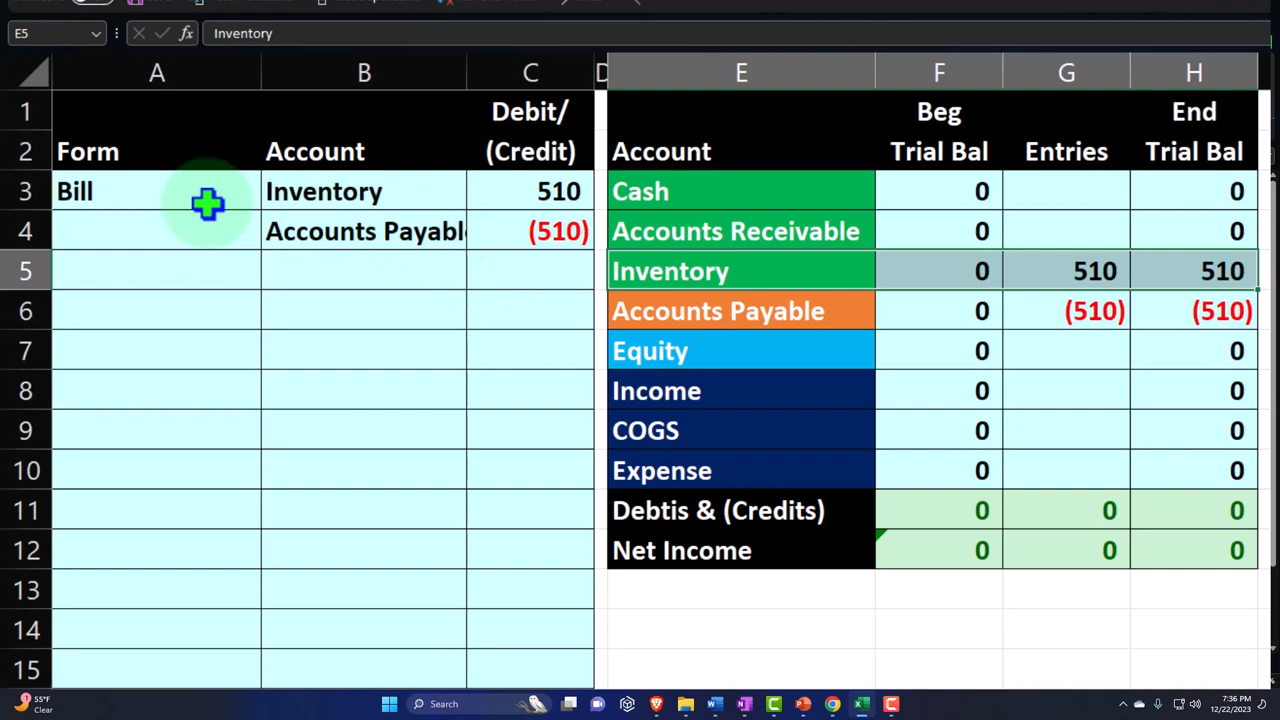 E5 fx Inventory
A B C D E F G H
1 Debit/ Beg End
2 Form Account (Credit) Account Trial Bal Entries Trial Bal
3 Bill Inventory 510 Cash 0 0
4 Accounts Payabl (510) Accounts Receivable 0 0
5 Inventory 0 510 510
6 Accounts Payable 0 (510) (510)
7 Equity 0 0
8 Income 0 0
9 COGS 0 0
10 Expense 0 0
11 Debtis & (Credits) 0 0 0
12 Net Income 0 0 0
13
14
15
55°F Search 7:36 PM
Clear 12/22/2023